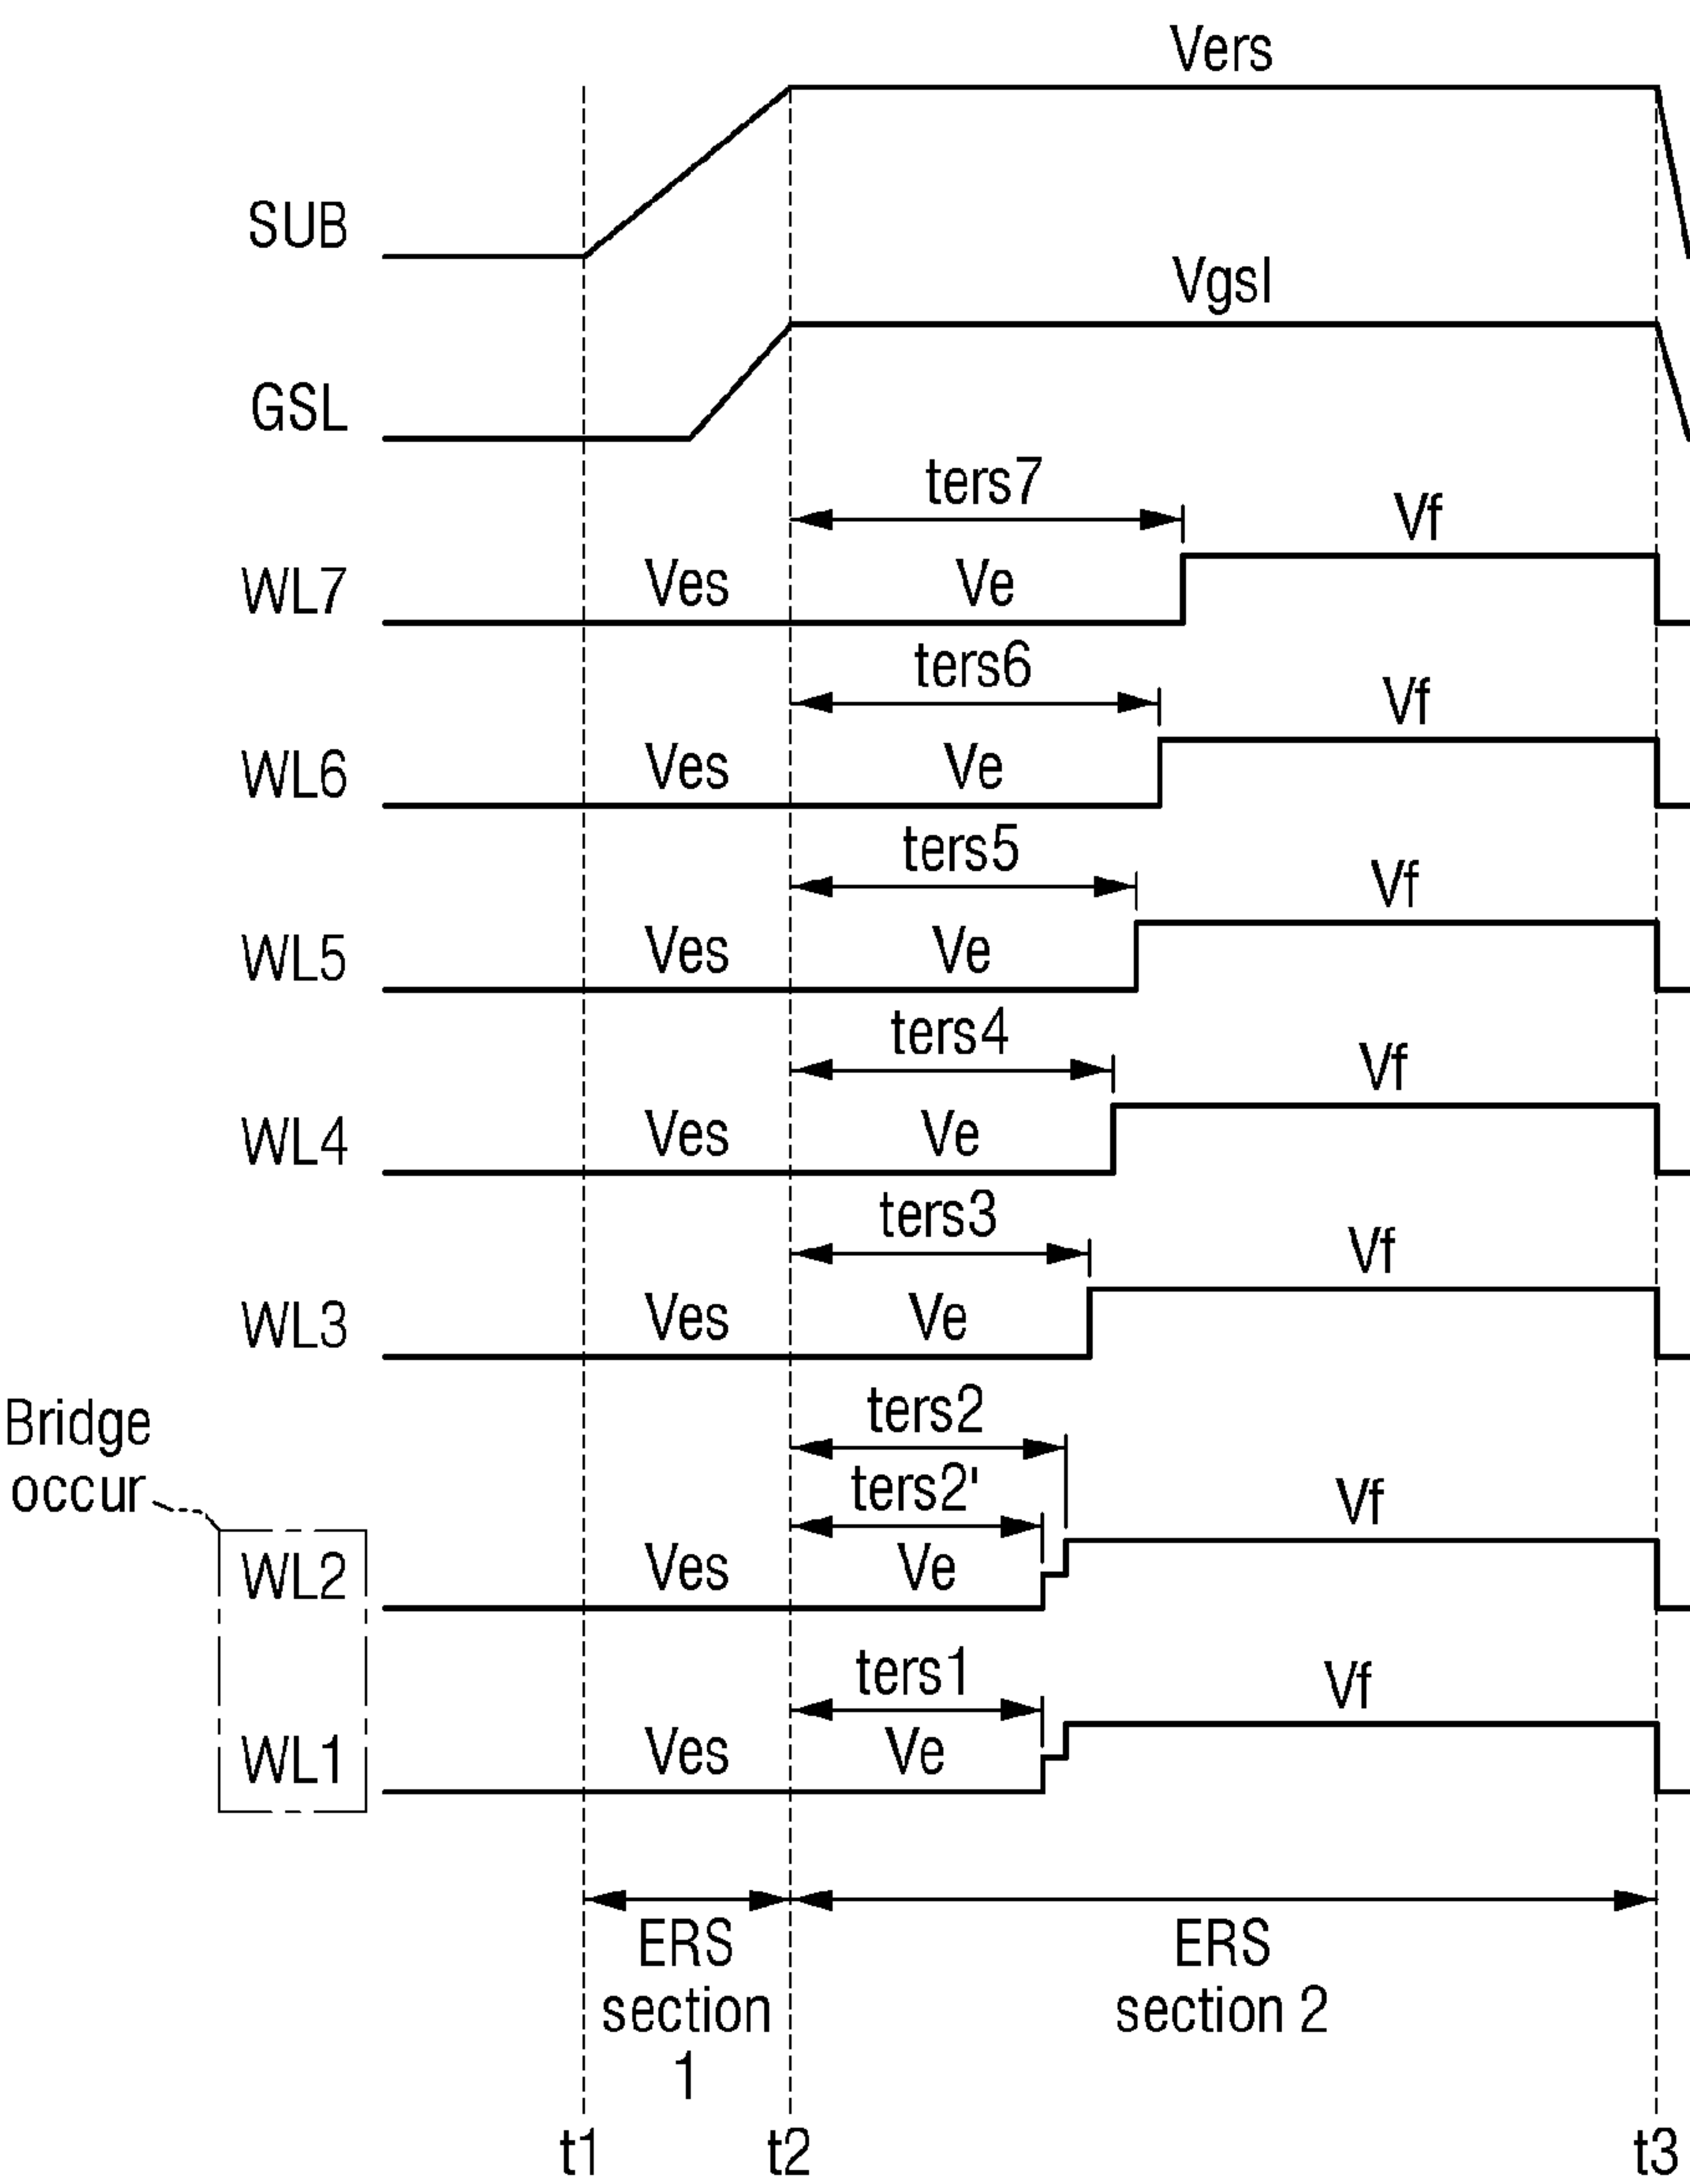 Vers
SUB
Vgsl
GSL
ters7
Vf
WL7 Ves Ve
ters6
Vf
WL6 Ves Ve
ters5
Vf
WL5 Ves Ve
ters4
Vf
WL4 Ves Ve
ters3
Vf
WL3 Ves Ve
Bridge
occur
ters2
ters2'
Vf
WL2 Ves Ve
ters1
Vf
WL1 Ves Ve
ERS
section
1
ERS
section 2
t1 t2 t3